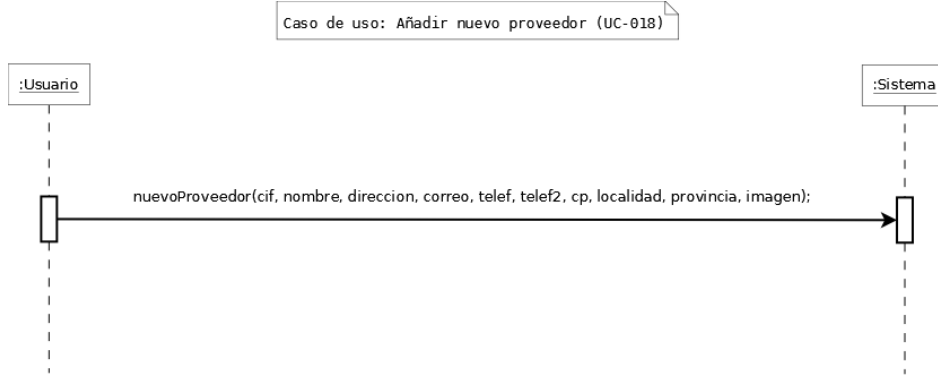 Caso de uso: Añadir nuevo proveedor (UC-018)
:Usuario
:Sistema
nuevoProveedor(cif, nombre, direccion, correo, telef, telef2, cp, localidad, provincia, imagen);